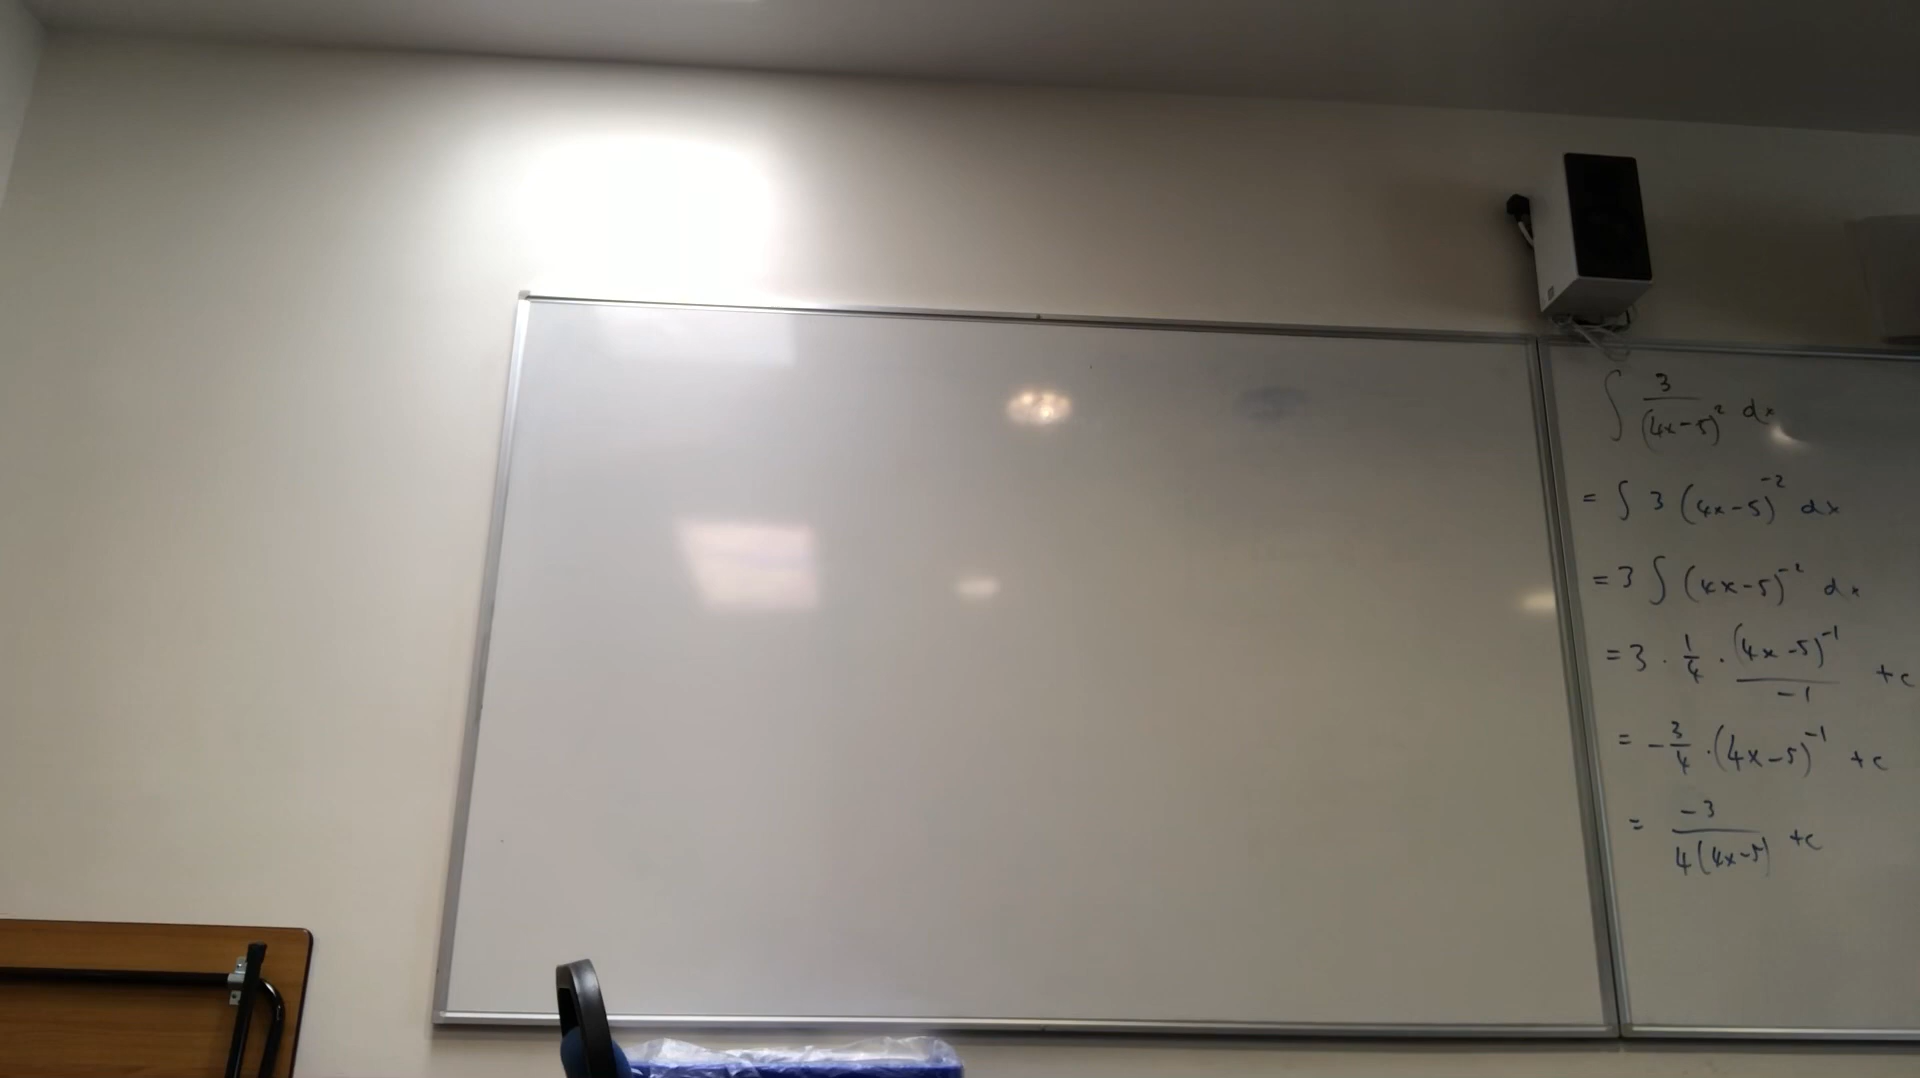 ∫ 3/(4x-5)² dx
= ∫ 3 (4x-5)⁻² dx
= 3 ∫ (4x-5)⁻² dx
= 3 · 1/4 · (4x-5)⁻¹/-1 +c
= -3/4 · (4x-5)⁻¹ +c
= -3/4(4x-5) +c